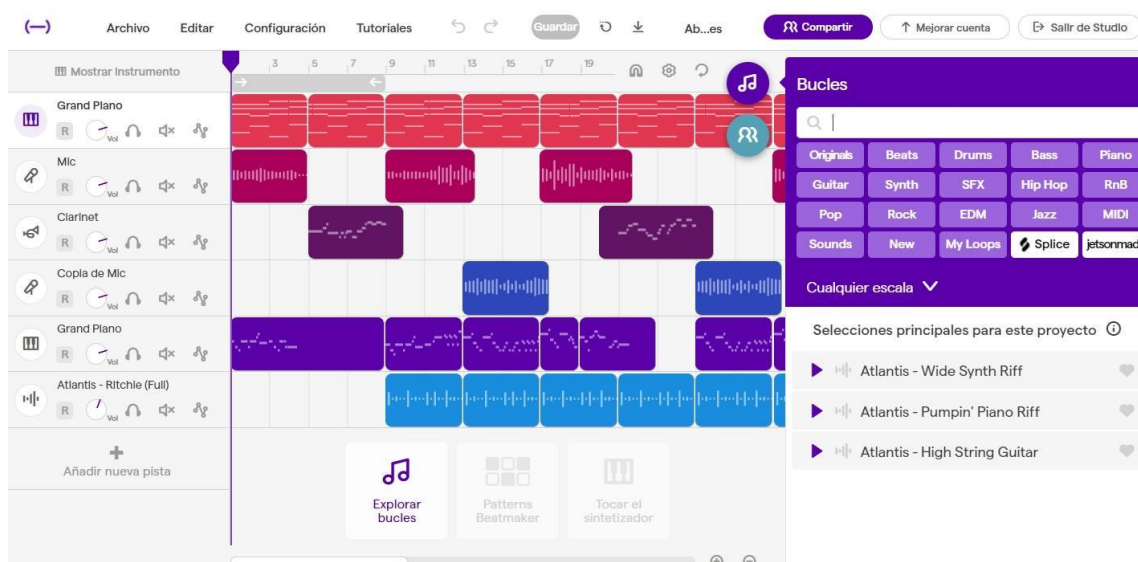 Archivo Editar Configuración Tutoriales Guardar Ab...es Compartir Mejorar cuenta Salir de Studio
Mostrar Instrumento
3 5 7 9 11 13 15 17 19
Grand Piano
R Vol
Mic
R Vol
Clarinet
R Vol
Copia de Mic
R Vol
Grand Piano
R Vol
Atlantis - Ritchie (Full)
R Vol
Añadir nueva pista
Explorar bucles
Patterns Beatmaker
Tocar el sintetizador
Bucles
Originals Beats Drums Bass Piano
Guitar Synth SFX Hip Hop RnB
Pop Rock EDM Jazz MIDI
Sounds New My Loops Splice jetsonmad
Cualquier escala
Selecciones principales para este proyecto
Atlantis - Wide Synth Riff
Atlantis - Pumpin' Piano Riff
Atlantis - High String Guitar